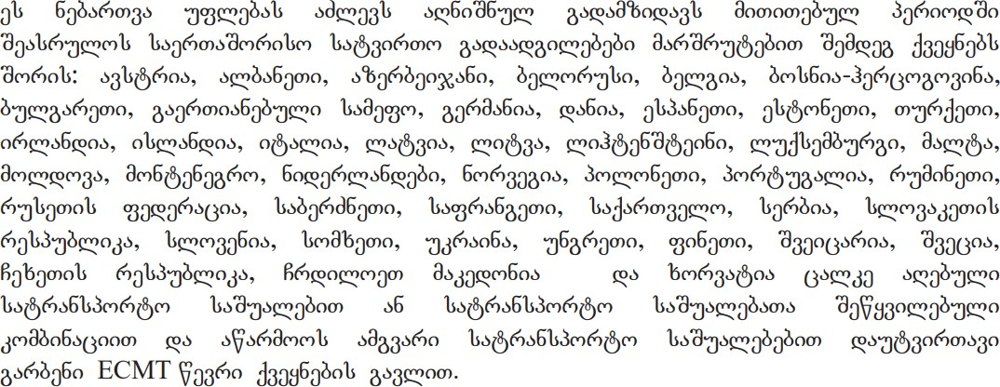 ეს ნებართვა უფლებას აძლევს აღნიშნულ გადამზიდავს მითითებულ პერიოდში
შეასრულოს საერთაშორისო სატვირთო გადაადგილებები მარშრუტებით შემდეგ ქვეყნებს
შორის: ავსტრია, ალბანეთი, აზერბეიჯანი, ბელორუსი, ბელგია, ბოსნია-ჰერცოგოვინა,
ბულგარეთი, გაერთიანებული სამეფო, გერმანია, დანია, ესპანეთი, ესტონეთი, თურქეთი,
ირლანდია, ისლანდია, იტალია, ლატვია, ლიტვა, ლიჰტენშტეინი, ლუქსემბურგი, მალტა,
მოლდოვა, მონტენეგრო, ნიდერლანდები, ნორვეგია, პოლონეთი, პორტუგალია, რუმინეთი,
რუსეთის ფედერაცია, საბერძნეთი, საფრანგეთი, საქართველო, სერბია, სლოვაკეთის
რესპუბლიკა, სლოვენია, სომხეთი, უკრაინა, უნგრეთი, ფინეთი, შვეიცარია, შვეცია,
ჩეხეთის რესპუბლიკა, ჩრდილოეთ მაკედონია და ხორვატია ცალკე აღებული
სატრანსპორტო საშუალებით ან სატრანსპორტო საშუალებათა შეწყვილებული
კომბინაციით და აწარმოოს ამგვარი სატრანსპორტო საშუალებებით დაუტვირთავი
გარბენი ECMT წევრი ქვეყნების გავლით.